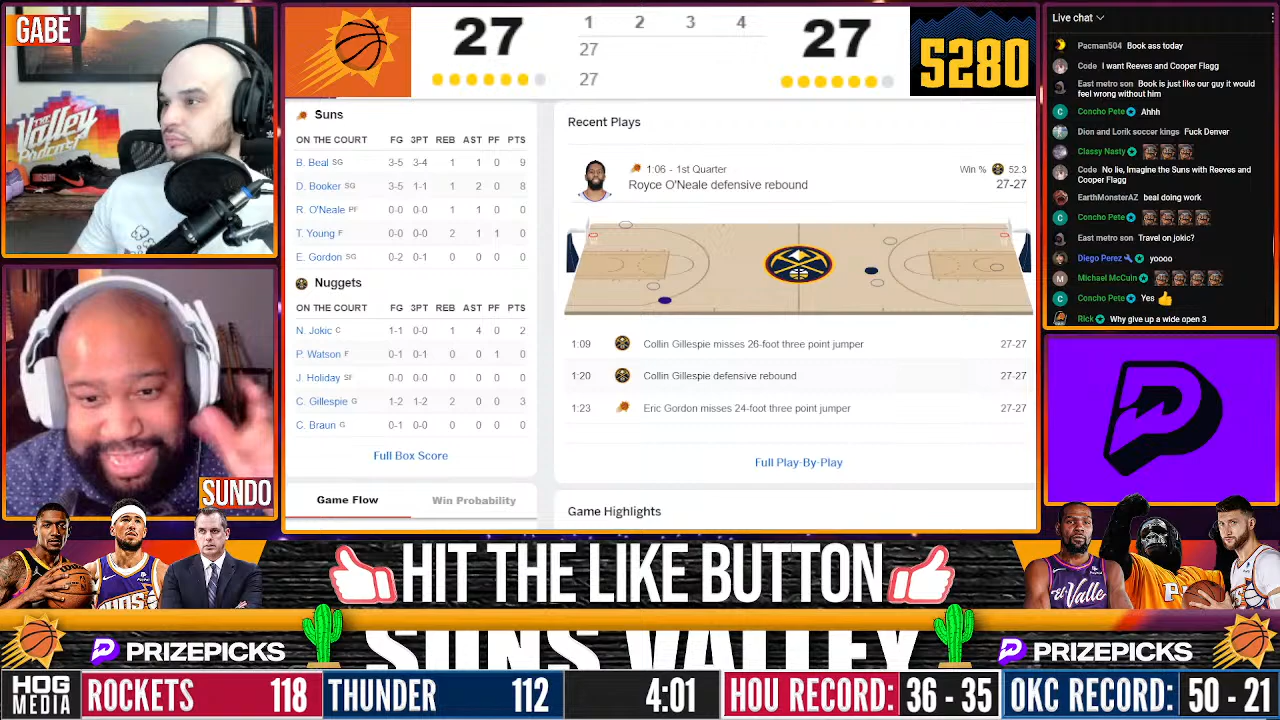 GABE
THE
Valley
Podcast
SUNDO
27
1 2 3 4
27
27
27
5280
Suns
ON THE COURT FG 3PT REB AST PF PTS
B. Beal SG 3-5 3-4 1 1 0 9
D. Booker SG 3-5 1-1 1 2 0 8
R. O'Neale PF 0-0 0-0 1 1 0 0
T. Young F 0-0 0-0 2 1 1 0
E. Gordon SG 0-2 0-1 0 0 0 0
Nuggets
ON THE COURT FG 3PT REB AST PF PTS
N. Jokic C 1-1 0-0 1 4 0 2
P. Watson F 0-1 0-1 0 0 1 0
J. Holiday SF 0-0 0-0 0 0 0 0
C. Gillespie G 1-2 1-2 2 0 0 3
C. Braun G 0-1 0-0 0 0 0 0
Full Box Score
Game Flow Win Probability
Recent Plays
1:06 - 1st Quarter
Royce O'Neale defensive rebound
Win % 52.3
27-27
1:09 Collin Gillespie misses 26-foot three point jumper 27-27
1:20 Collin Gillespie defensive rebound 27-27
1:23 Eric Gordon misses 24-foot three point jumper 27-27
Full Play-By-Play
Game Highlights
Live chat
Pacman504 Book all day
Code I want Reeves and Cooper Flagg
East metro son Book is just like our guy it would
feel wrong without him
Concho Pete Ahhh
Dion and Lorik soccer kings Fuck Denver
Classy Nasty
Code No lie, Imagine the Suns with Reeves and
Cooper Flagg
EarthMonsterAZ beal doing work
Concho Pete
East metro son Travel on jokic?
Diego Perez yoooo
Michael McCuin
Concho Pete Yes 👍
Rick Why give up a wide open 3
HIT THE LIKE BUTTON
SUNS VALLEY
PRIZEPICKS
PRIZEPICKS
HOG
MEDIA
ROCKETS 118 THUNDER 112 4:01 HOU RECORD: 36 - 35 OKC RECORD: 50 - 21